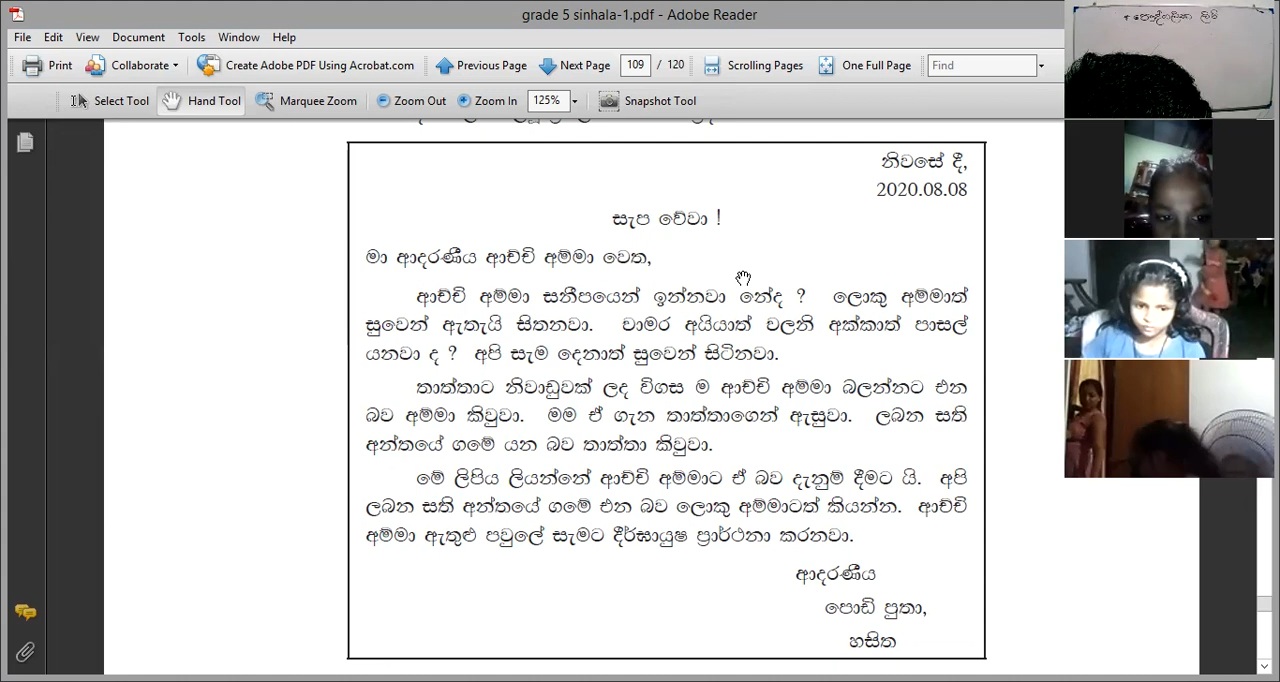 grade 5 sinhala-1.pdf - Adobe Reader
File Edit View Document Tools Window Help
Print Collaborate Create Adobe PDF Using Acrobat.com Previous Page Next Page 109 / 120 Scrolling Pages One Full Page Find
Select Tool Hand Tool Marquee Zoom Zoom Out Zoom In 125% Snapshot Tool
නිවසේ දී,
2020.08.08
සැප වේවා !
මා ආදරණීය ආච්චි අම්මා වෙත,
ආච්චි අම්මා සනීපයෙන් ඉන්නවා නේද ? ලොකු අම්මාත්
සුවෙන් ඇතැයි සිතනවා. චාමර අයියාත් චලනි අක්කාත් පාසල්
යනවා ද ? අපි සැම දෙනාත් සුවෙන් සිටිනවා.
තාත්තාට නිවාඩුවක් ලද විගස ම ආච්චි අම්මා බලන්නට එන
බව අම්මා කිවුවා. මම ඒ ගැන තාත්තාගෙන් ඇසුවා. ලබන සති
අන්තයේ ගමේ යන බව තාත්තා කිවුවා.
මේ ලිපිය ලියන්නේ ආච්චි අම්මාට ඒ බව දැනුම් දීමට යි. අපි
ලබන සති අන්තයේ ගමේ එන බව ලොකු අම්මාටත් කියන්න. ආච්චි
අම්මා ඇතුළු පවුලේ සැමට දීර්ඝායුෂ ප්‍රාර්ථනා කරනවා.
ආදරණීය
පොඩි පුතා,
හසිත